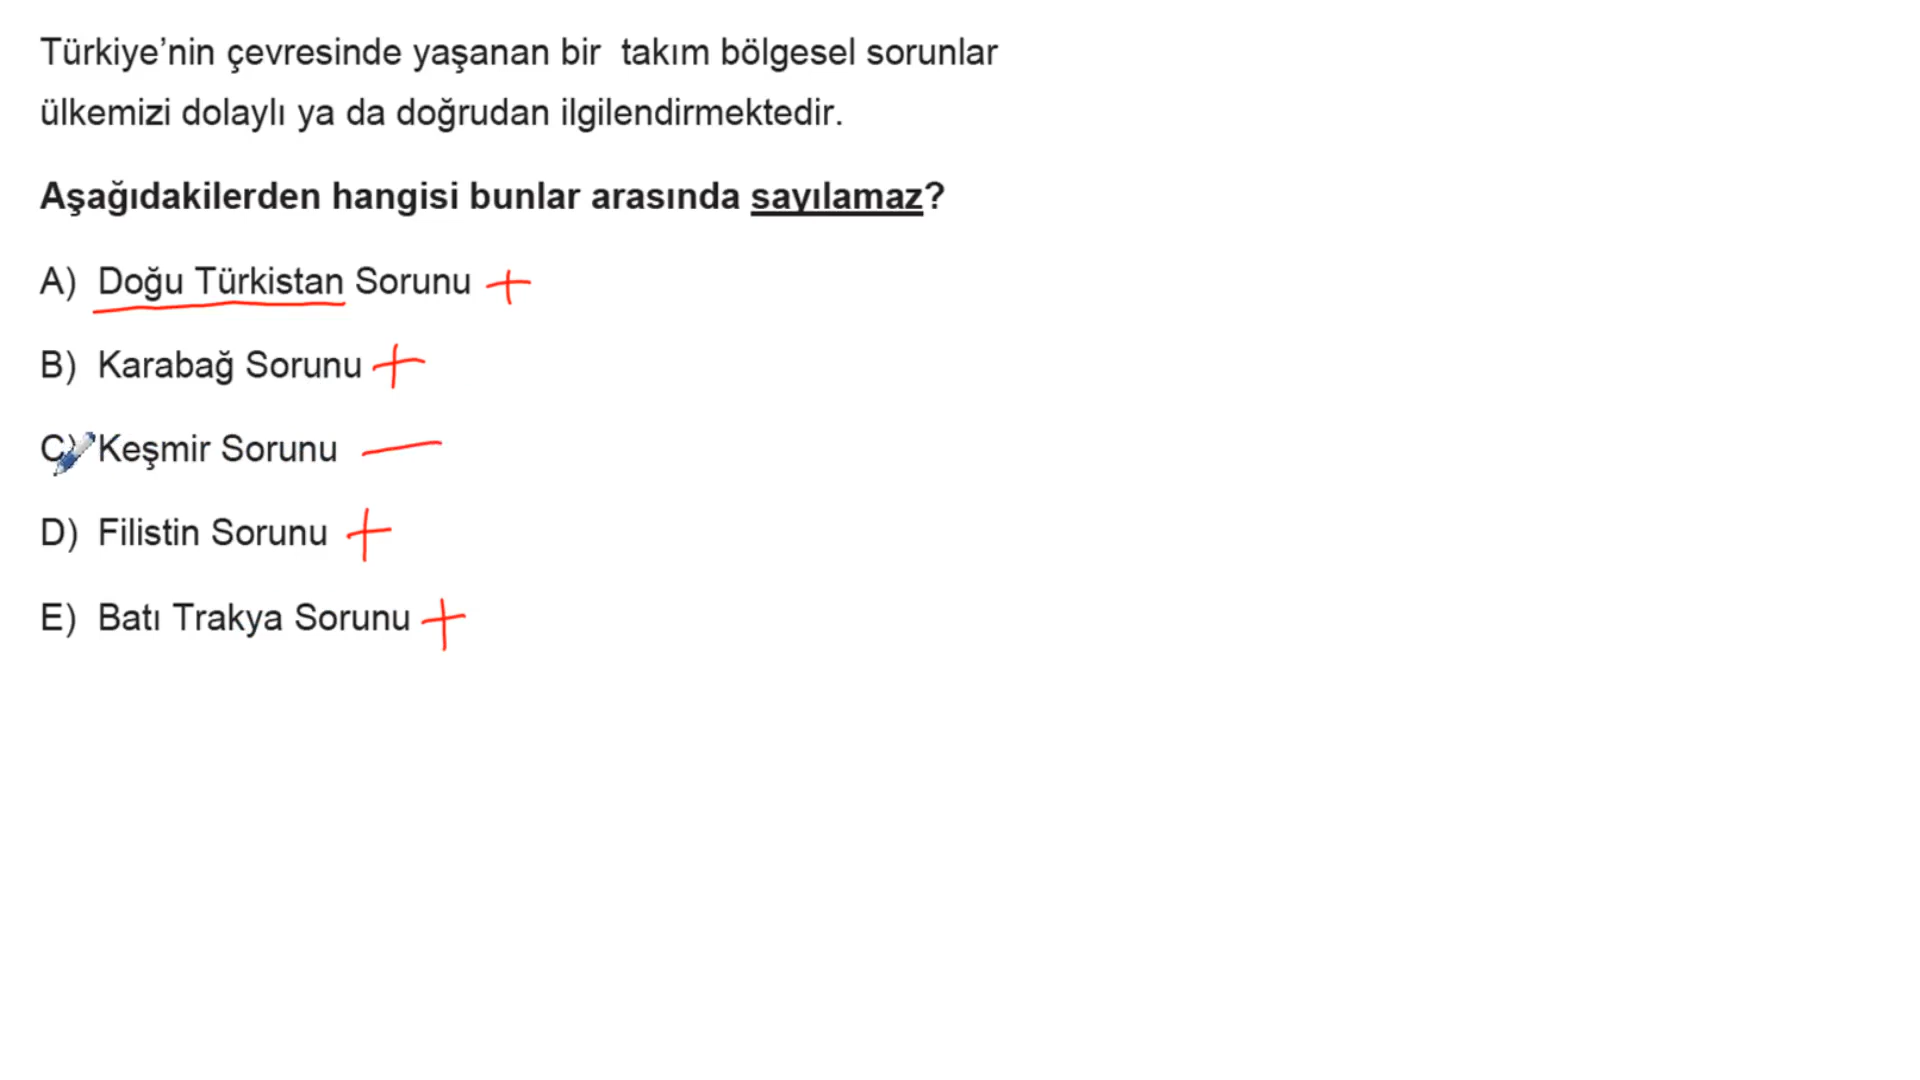 Türkiye’nin çevresinde yaşanan bir takım bölgesel sorunlar
ülkemizi dolaylı ya da doğrudan ilgilendirmektedir.
Aşağıdakilerden hangisi bunlar arasında sayılamaz?
A) Doğu Türkistan Sorunu +
B) Karabağ Sorunu +
C) Keşmir Sorunu —
D) Filistin Sorunu +
E) Batı Trakya Sorunu +